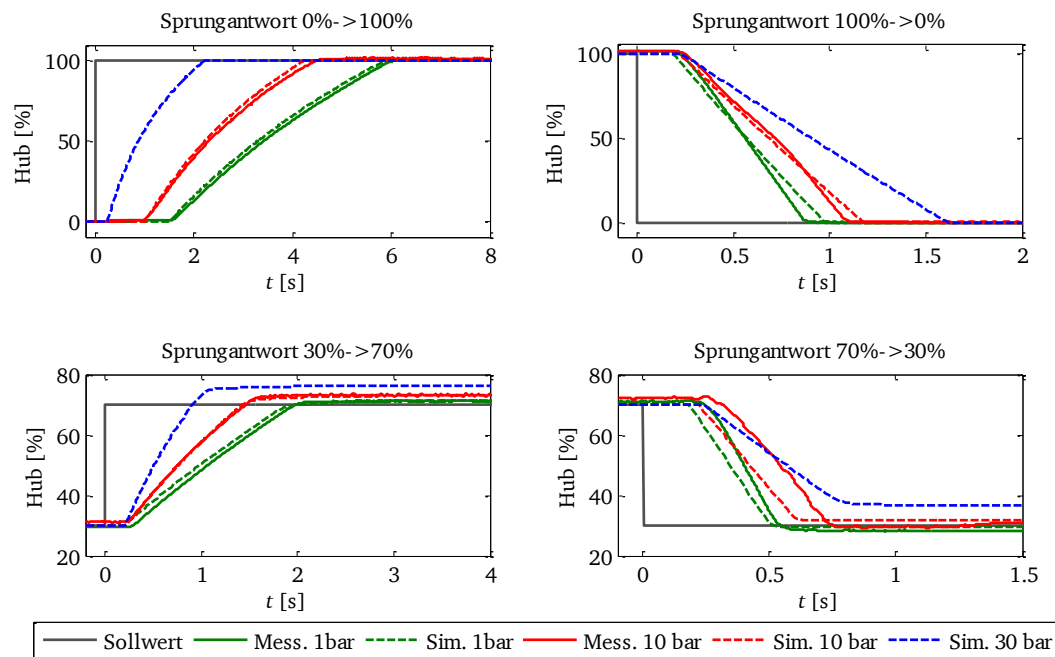 Sprungantwort 0%->100%
Hub [%]
100
50
0
0 2 4 6 8
t [s]
Sprungantwort 100%->0%
Hub [%]
100
50
0
0 0.5 1 1.5 2
t [s]
Sprungantwort 30%->70%
Hub [%]
80
60
40
20
0 1 2 3 4
t [s]
Sprungantwort 70%->30%
Hub [%]
80
60
40
20
0 0.5 1 1.5
t [s]
Sollwert Mess. 1bar Sim. 1bar Mess. 10 bar Sim. 10 bar Sim. 30 bar